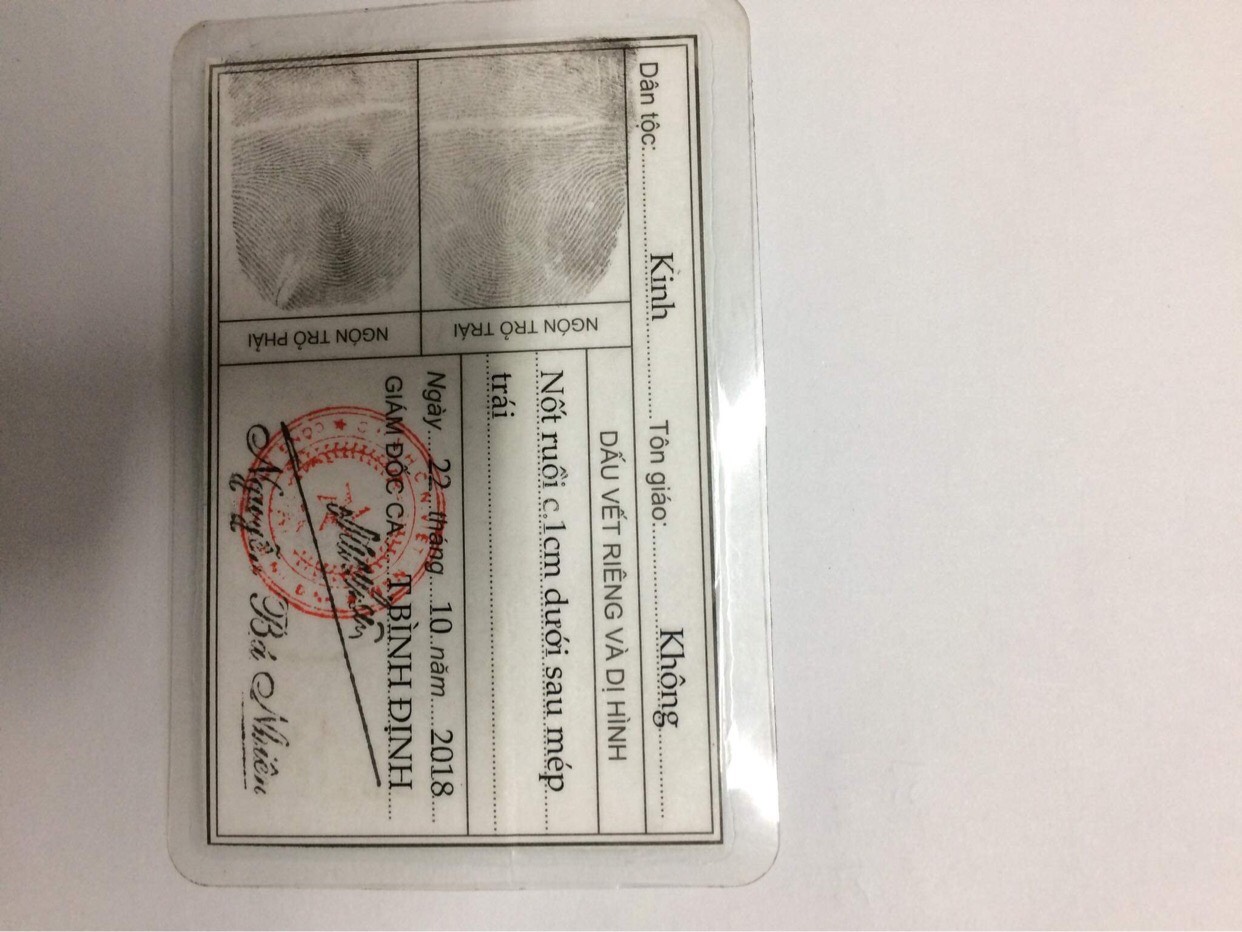 Dân tộc:..........Kinh..........Tôn giáo:..........Không..........
NGÓN TRỎ TRÁI
NGÓN TRỎ PHẢI
DẤU VẾT RIÊNG VÀ DỊ HÌNH
Nốt ruồi c.1cm dưới sau mép
trái
Ngày....22..tháng....10..năm....2018....
GIÁM ĐỐC CA.....T.BÌNH ĐỊNH
Nguyễn Bá Nhiên